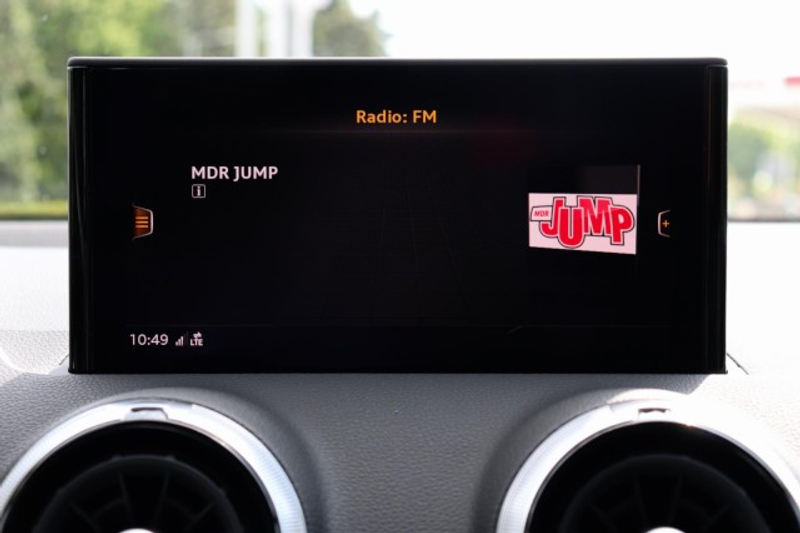 Radio: FM
MDR JUMP
i
MDR JUMP
+
10:49 LTE